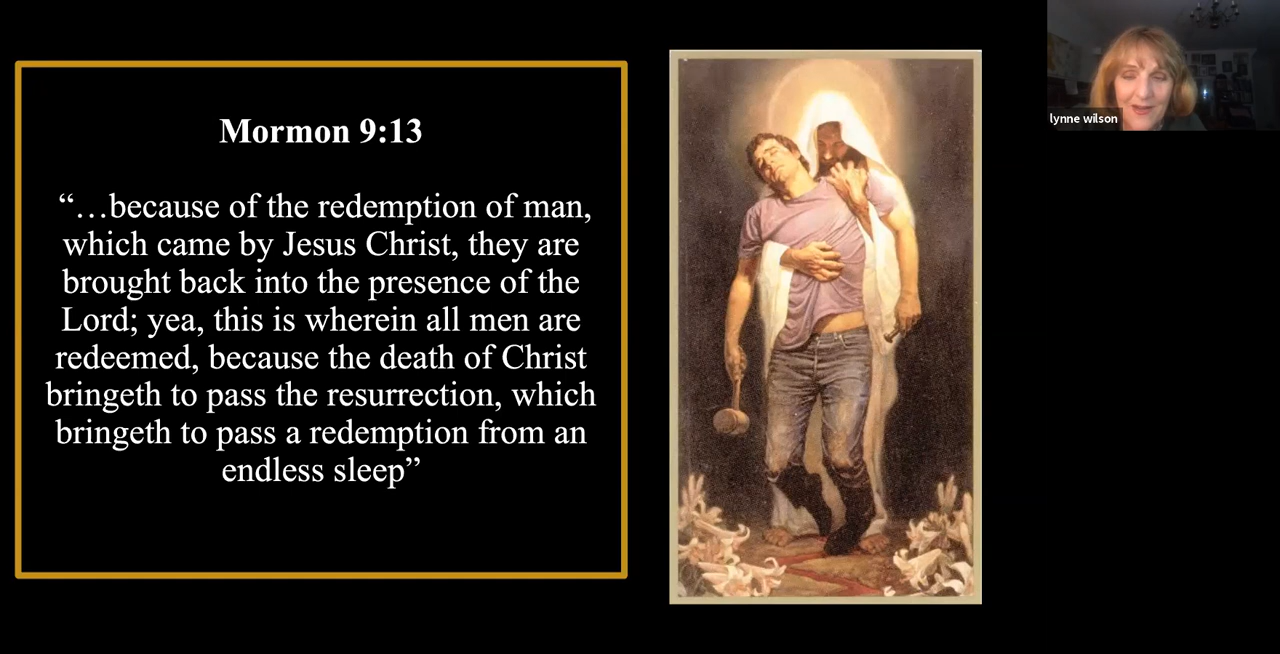 Mormon 9:13
“…because of the redemption of man,
which came by Jesus Christ, they are
brought back into the presence of the
Lord; yea, this is wherein all men are
redeemed, because the death of Christ
bringeth to pass the resurrection, which
bringeth to pass a redemption from an
endless sleep”
lynne wilson